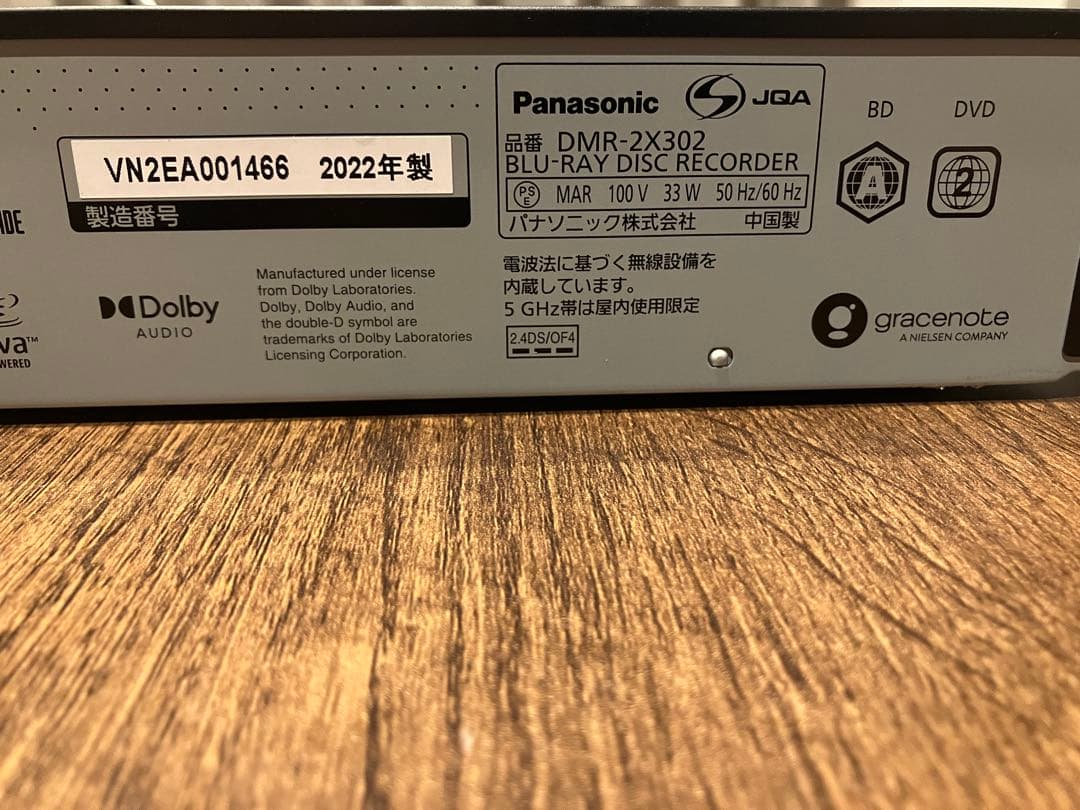 VN2EA001466 2022年製
製造番号
Panasonic JQA
品番 DMR-2X302
BLU-RAY DISC RECORDER
PS E MAR 100 V 33 W 50 Hz/60 Hz
パナソニック株式会社 中国製
BD DVD
A 2
Dolby
AUDIO
Manufactured under license
from Dolby Laboratories.
Dolby, Dolby Audio, and
the double-D symbol are
trademarks of Dolby Laboratories
Licensing Corporation.
電波法に基づく無線設備を
内蔵しています。
5 GHz帯は屋内使用限定
2.4DS/OF4
gracenote
A NIELSEN COMPANY